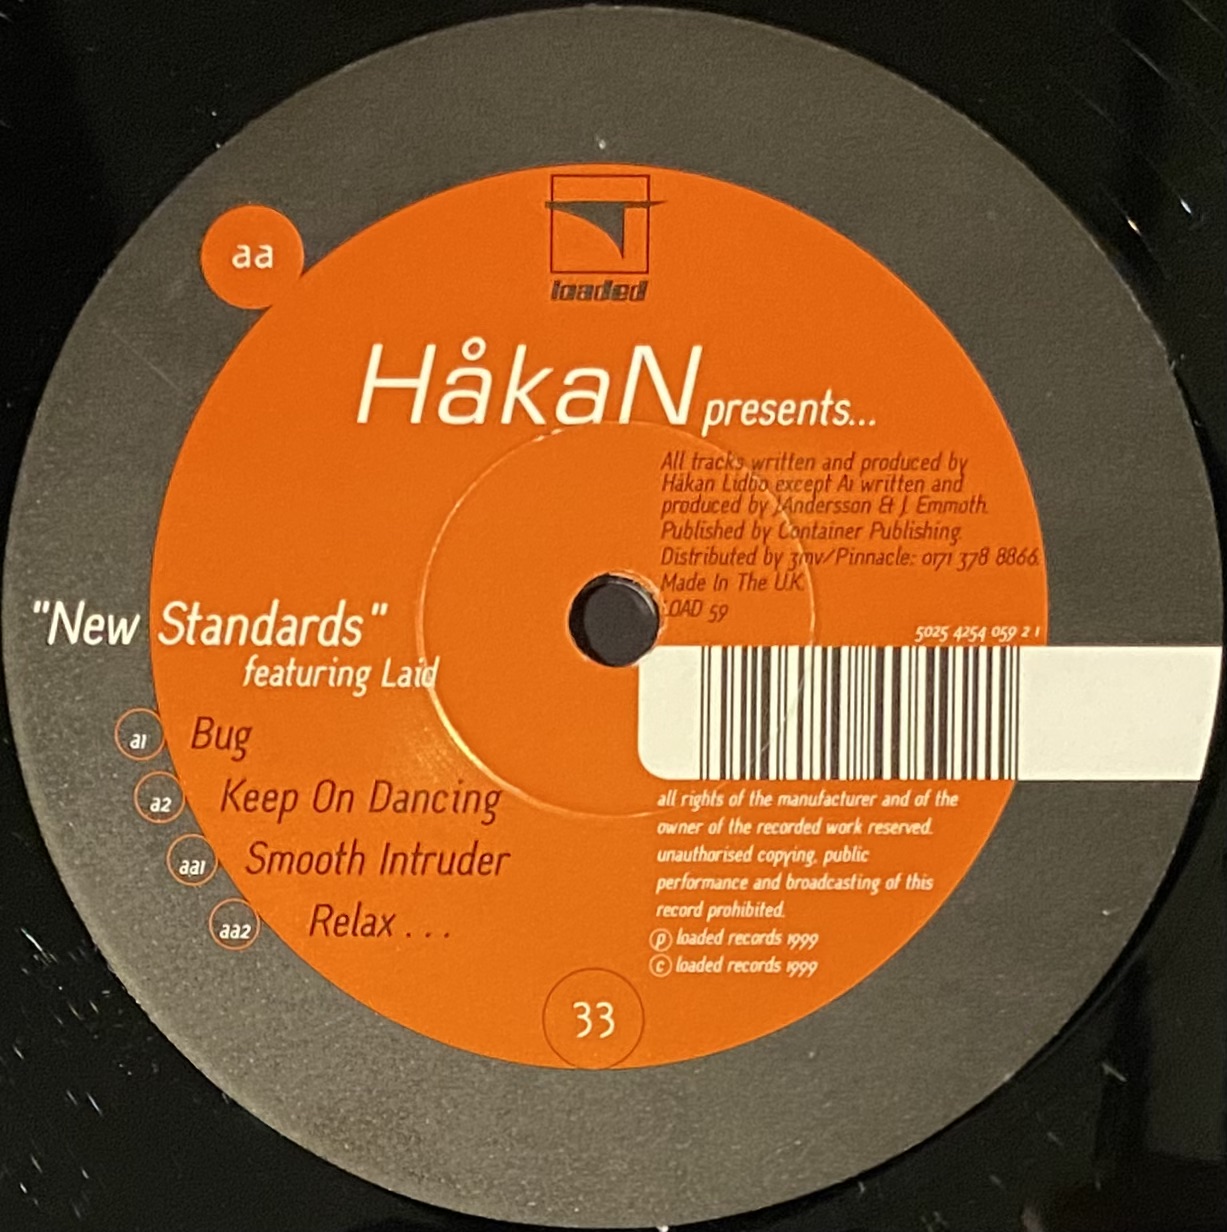 aa
loaded
HåkaN presents...
All tracks written and produced by
Håkan Lidbo except A1 written and
produced by J.Andersson & J. Emmoth.
Published by Container Publishing.
Distributed by 3mv/Pinnacle: 0171 378 8866.
Made In The U.K.
LOAD 59
5025 4254 059 2 1
"New Standards"
featuring Laid
a1 Bug
a2 Keep On Dancing
aa1 Smooth Intruder
aa2 Relax . . .
all rights of the manufacturer and of the
owner of the recorded work reserved.
unauthorised copying, public
performance and broadcasting of this
record prohibited.
p loaded records 1999
c loaded records 1999
33